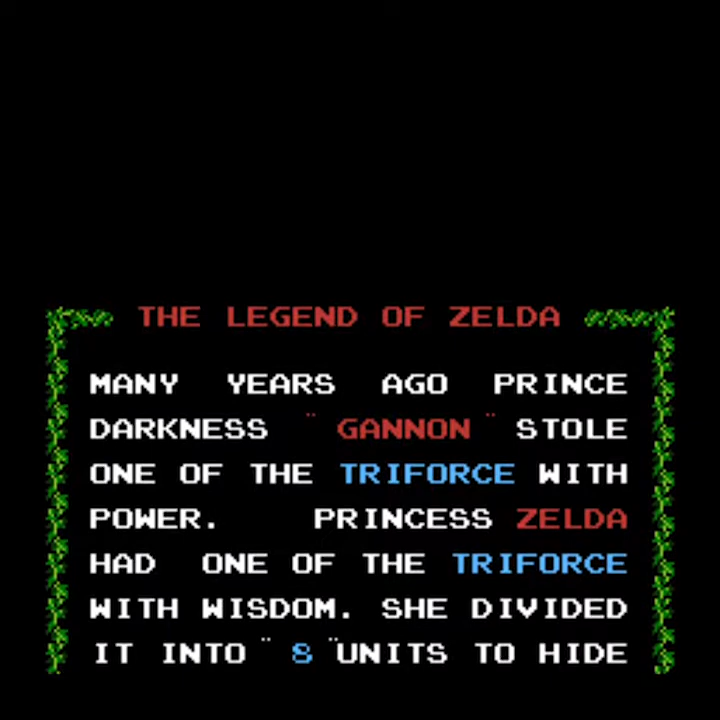 THE LEGEND OF ZELDA
MANY YEARS AGO PRINCE
DARKNESS " GANNON " STOLE
ONE OF THE TRIFORCE WITH
POWER. PRINCESS ZELDA
HAD ONE OF THE TRIFORCE
WITH WISDOM. SHE DIVIDED
IT INTO " 8 "UNITS TO HIDE